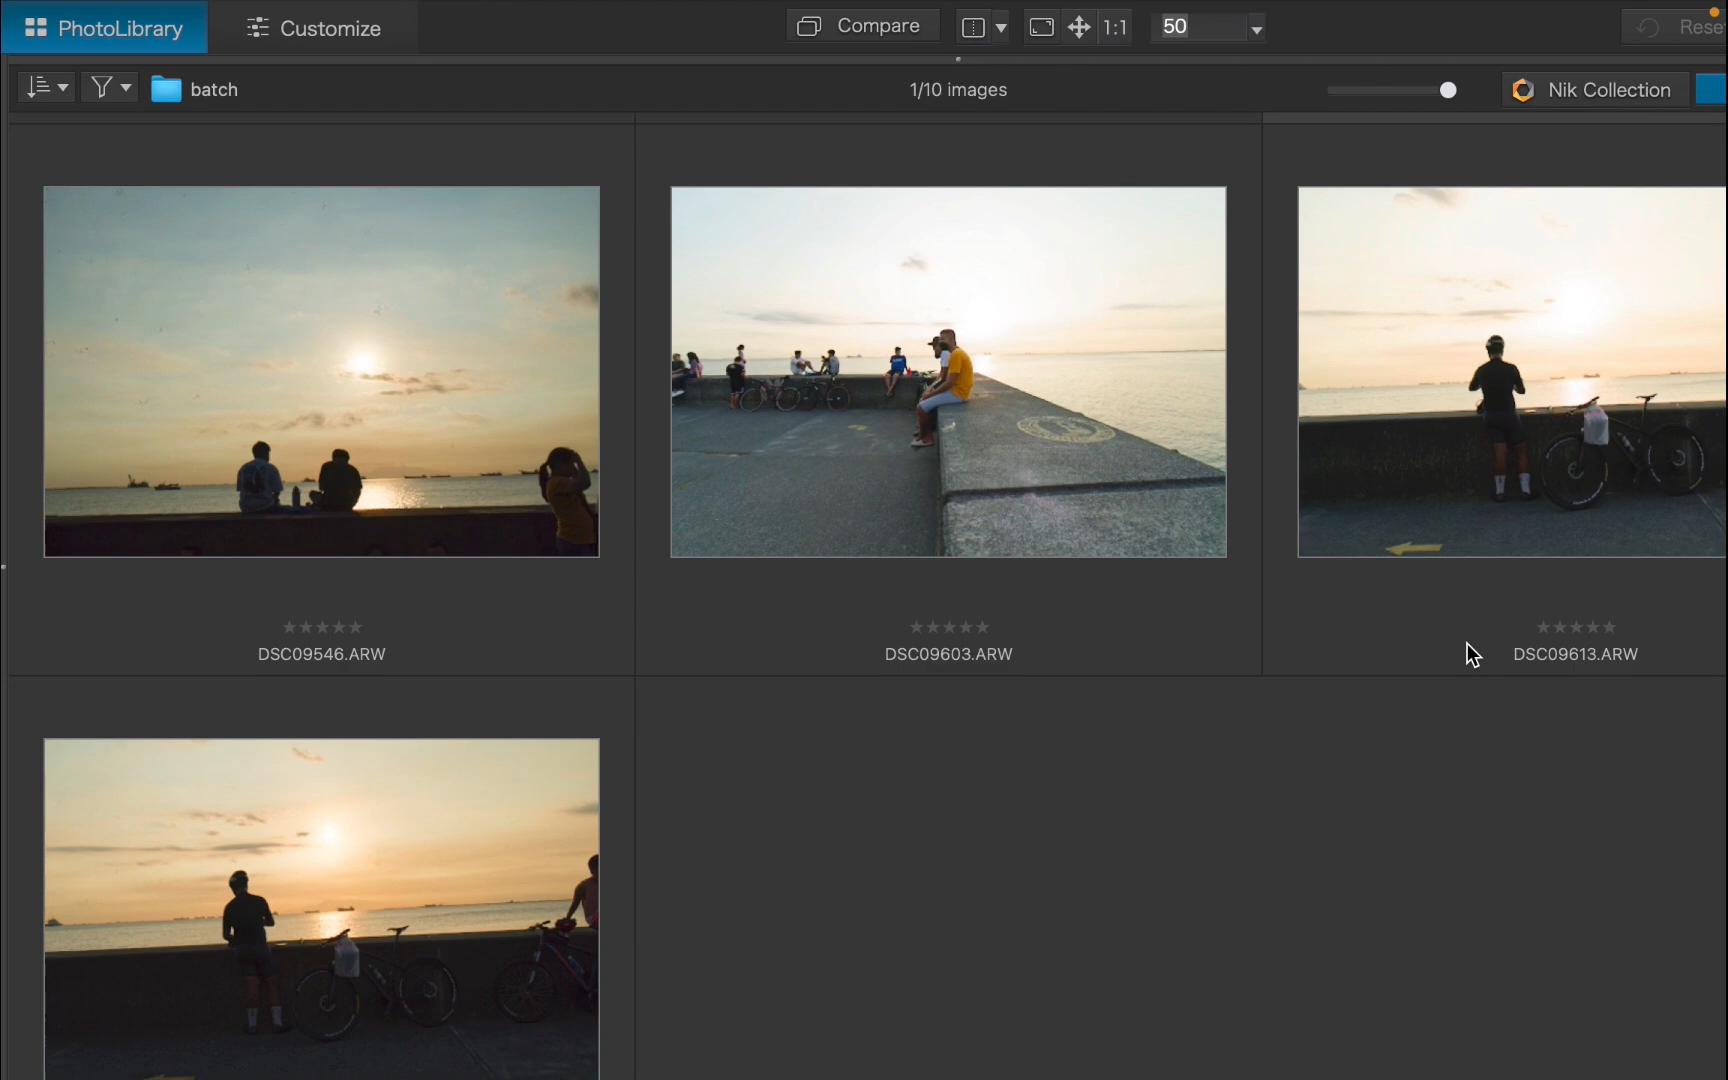 PhotoLibrary
Customize
Compare
1:1
50
Rese
batch
1/10 images
Nik Collection
DSC09546.ARW
DSC09603.ARW
DSC09613.ARW